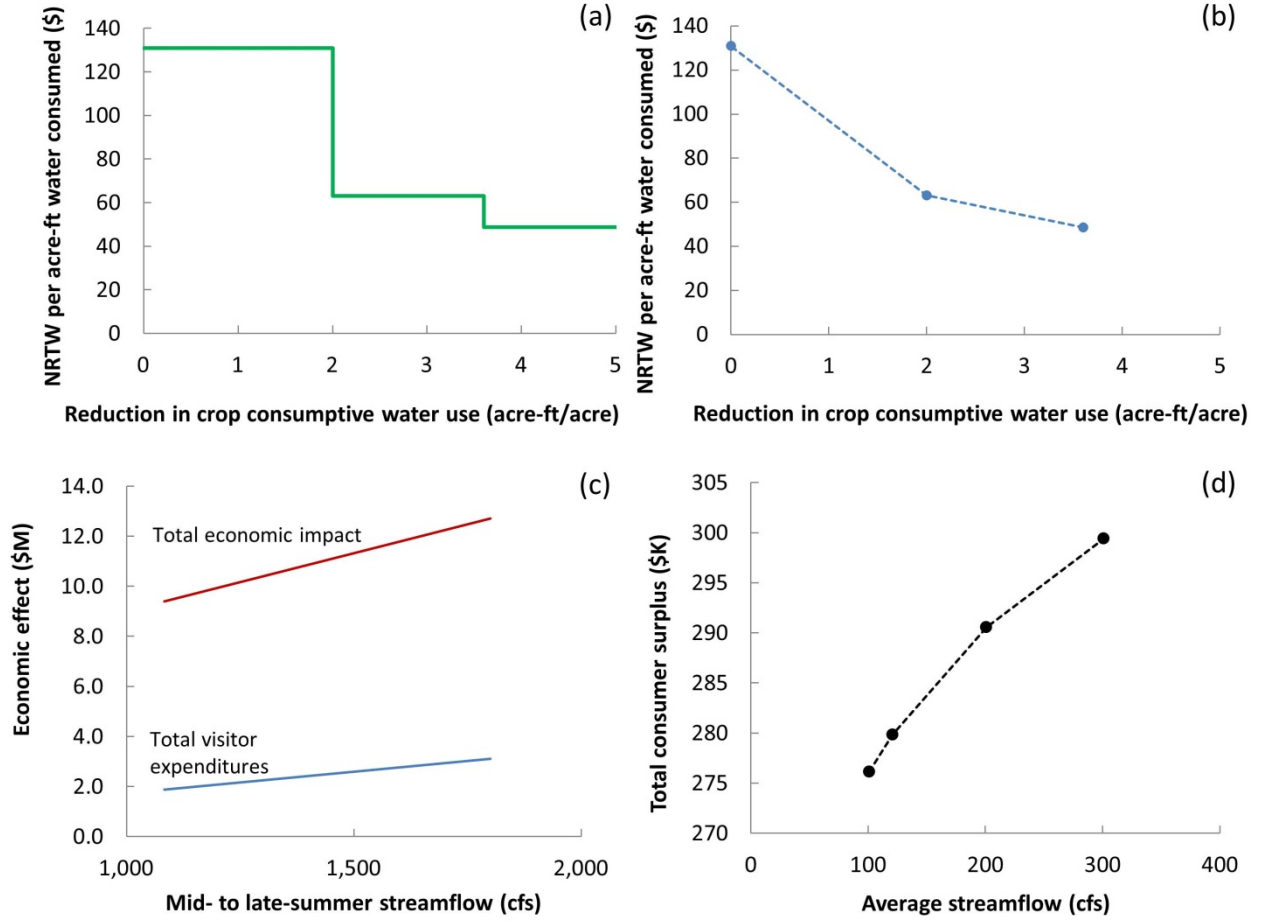 (a)
NRTW per acre-ft water consumed ($)
140
120
100
80
60
40
20
0
0 1 2 3 4 5
Reduction in crop consumptive water use (acre-ft/acre)
(b)
NRTW per acre-ft water consumed ($)
140
120
100
80
60
40
20
0
0 1 2 3 4 5
Reduction in crop consumptive water use (acre-ft/acre)
(c)
Economic effect ($M)
14.0
12.0
10.0
8.0
6.0
4.0
2.0
0.0
Total economic impact
Total visitor
expenditures
1,000 1,500 2,000
Mid- to late-summer streamflow (cfs)
(d)
Total consumer surplus ($K)
305
300
295
290
285
280
275
270
0 100 200 300 400
Average streamflow (cfs)